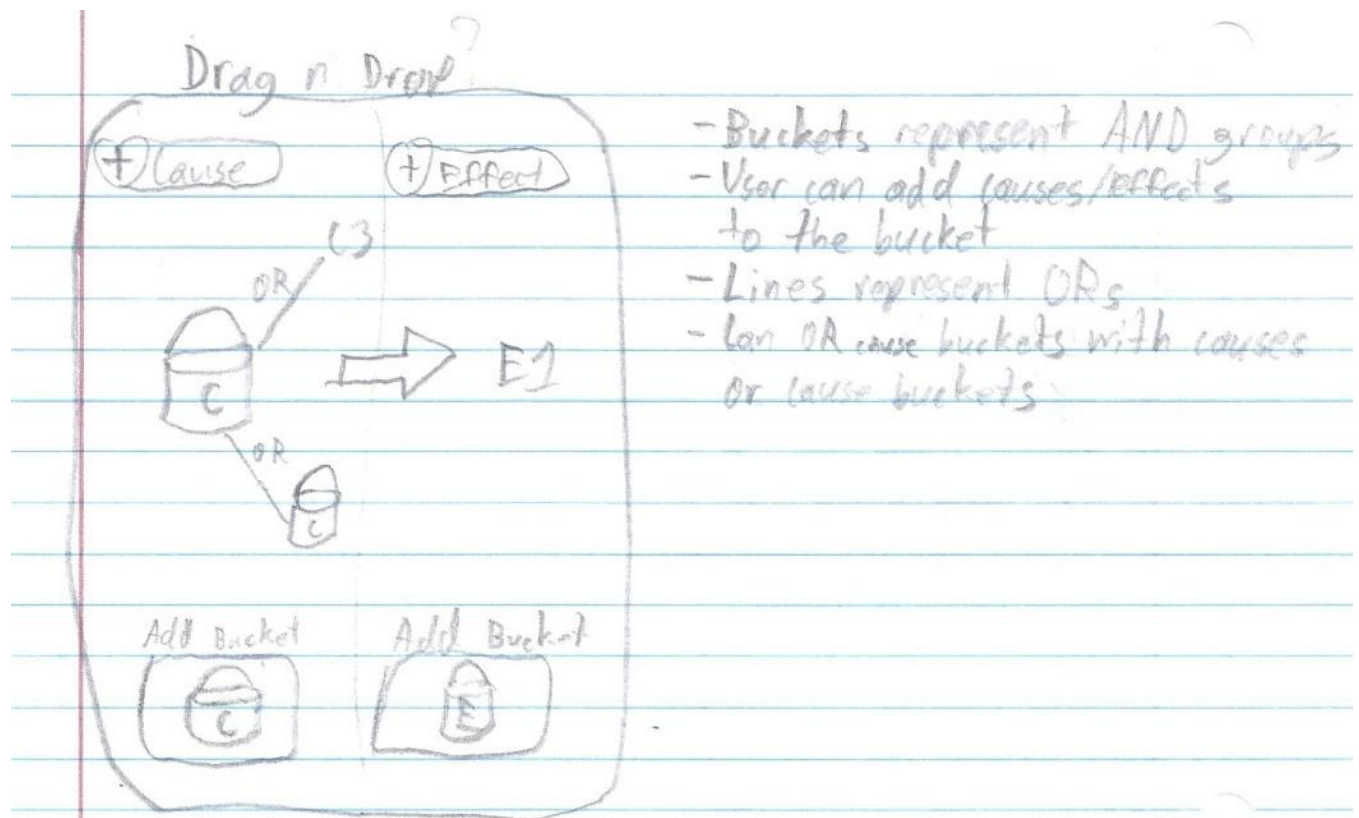 Drag n Drop?
+ Cause
+ Effect
C3
OR
C
E1
OR
C
Add Bucket
Add Bucket
C
E
- Buckets represent AND groups
- User can add causes/effects
to the bucket
- Lines represent ORs
- Can OR cause buckets with causes
or cause buckets